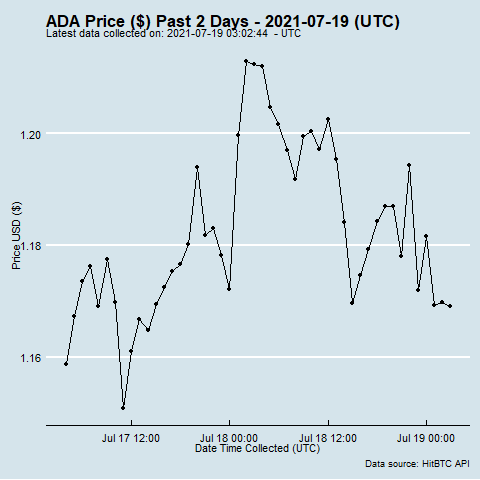 ADA Price ($) Past 2 Days - 2021-07-19 (UTC)
Latest data collected on: 2021-07-19 03:02:44 - UTC
1.20
1.18
1.16
Price USD ($)
Jul 17 12:00
Jul 18 00:00
Jul 18 12:00
Jul 19 00:00
Date Time Collected (UTC)
Data source: HitBTC API